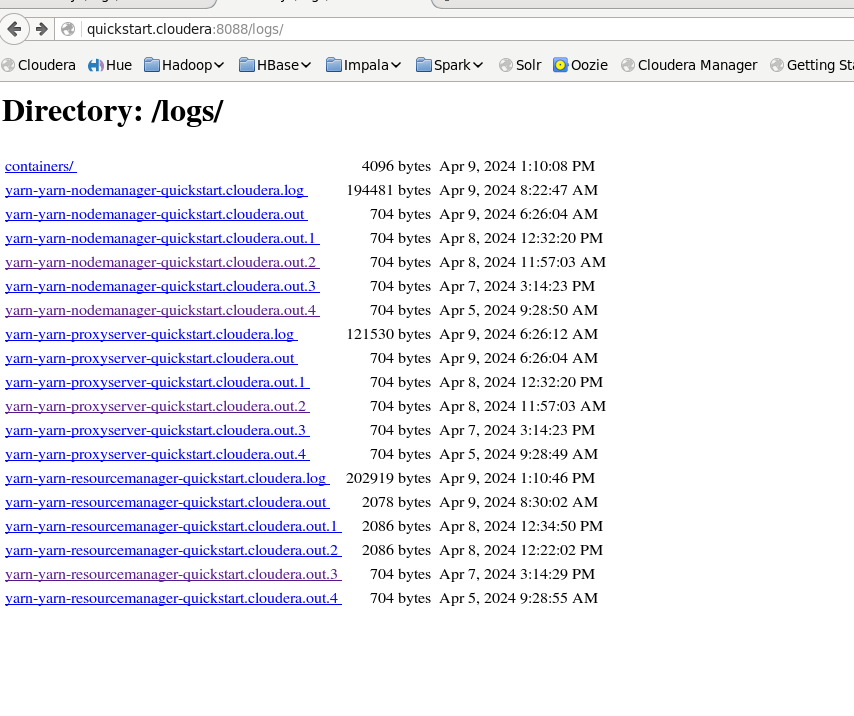 quickstart.cloudera:8088/logs/
Cloudera Hue Hadoop HBase Impala Spark Solr Oozie Cloudera Manager Getting Sta
Directory: /logs/
containers/ 4096 bytes Apr 9, 2024 1:10:08 PM
yarn-yarn-nodemanager-quickstart.cloudera.log 194481 bytes Apr 9, 2024 8:22:47 AM
yarn-yarn-nodemanager-quickstart.cloudera.out 704 bytes Apr 9, 2024 6:26:04 AM
yarn-yarn-nodemanager-quickstart.cloudera.out.1 704 bytes Apr 8, 2024 12:32:20 PM
yarn-yarn-nodemanager-quickstart.cloudera.out.2 704 bytes Apr 8, 2024 11:57:03 AM
yarn-yarn-nodemanager-quickstart.cloudera.out.3 704 bytes Apr 7, 2024 3:14:23 PM
yarn-yarn-nodemanager-quickstart.cloudera.out.4 704 bytes Apr 5, 2024 9:28:50 AM
yarn-yarn-proxyserver-quickstart.cloudera.log 121530 bytes Apr 9, 2024 6:26:12 AM
yarn-yarn-proxyserver-quickstart.cloudera.out 704 bytes Apr 9, 2024 6:26:04 AM
yarn-yarn-proxyserver-quickstart.cloudera.out.1 704 bytes Apr 8, 2024 12:32:20 PM
yarn-yarn-proxyserver-quickstart.cloudera.out.2 704 bytes Apr 8, 2024 11:57:03 AM
yarn-yarn-proxyserver-quickstart.cloudera.out.3 704 bytes Apr 7, 2024 3:14:23 PM
yarn-yarn-proxyserver-quickstart.cloudera.out.4 704 bytes Apr 5, 2024 9:28:49 AM
yarn-yarn-resourcemanager-quickstart.cloudera.log 202919 bytes Apr 9, 2024 1:10:46 PM
yarn-yarn-resourcemanager-quickstart.cloudera.out 2078 bytes Apr 9, 2024 8:30:02 AM
yarn-yarn-resourcemanager-quickstart.cloudera.out.1 2086 bytes Apr 8, 2024 12:34:50 PM
yarn-yarn-resourcemanager-quickstart.cloudera.out.2 2086 bytes Apr 8, 2024 12:22:02 PM
yarn-yarn-resourcemanager-quickstart.cloudera.out.3 704 bytes Apr 7, 2024 3:14:29 PM
yarn-yarn-resourcemanager-quickstart.cloudera.out.4 704 bytes Apr 5, 2024 9:28:55 AM